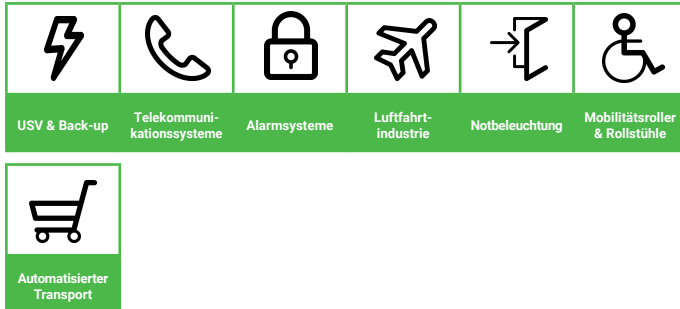 USV & Back-up
Telekommuni-
kationssysteme
Alarmsysteme
Luftfahrt-
industrie
Notbeleuchtung
Mobilitätsroller
& Rollstühle
Automatisierter
Transport